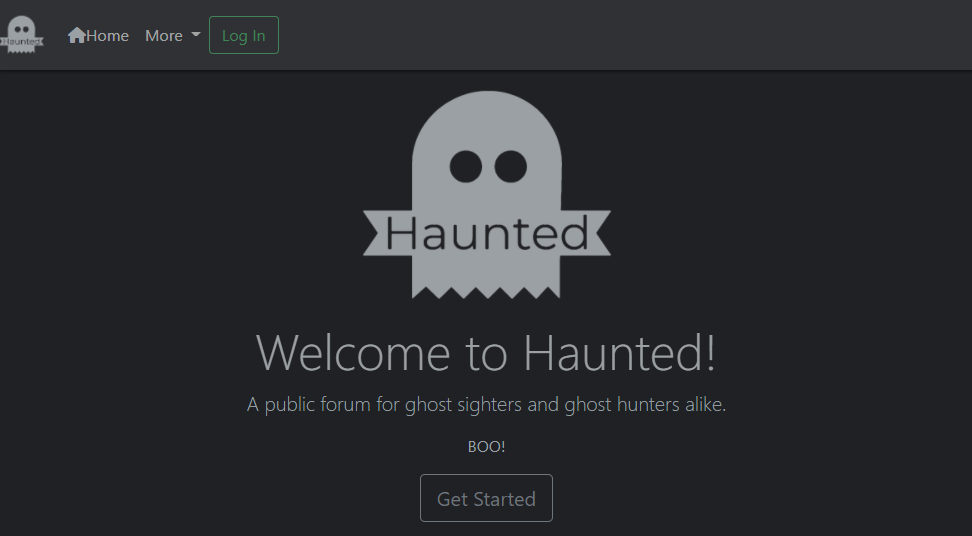 Haunted
Home More Log In
Haunted
Welcome to Haunted!
A public forum for ghost sighters and ghost hunters alike.
BOO!
Get Started